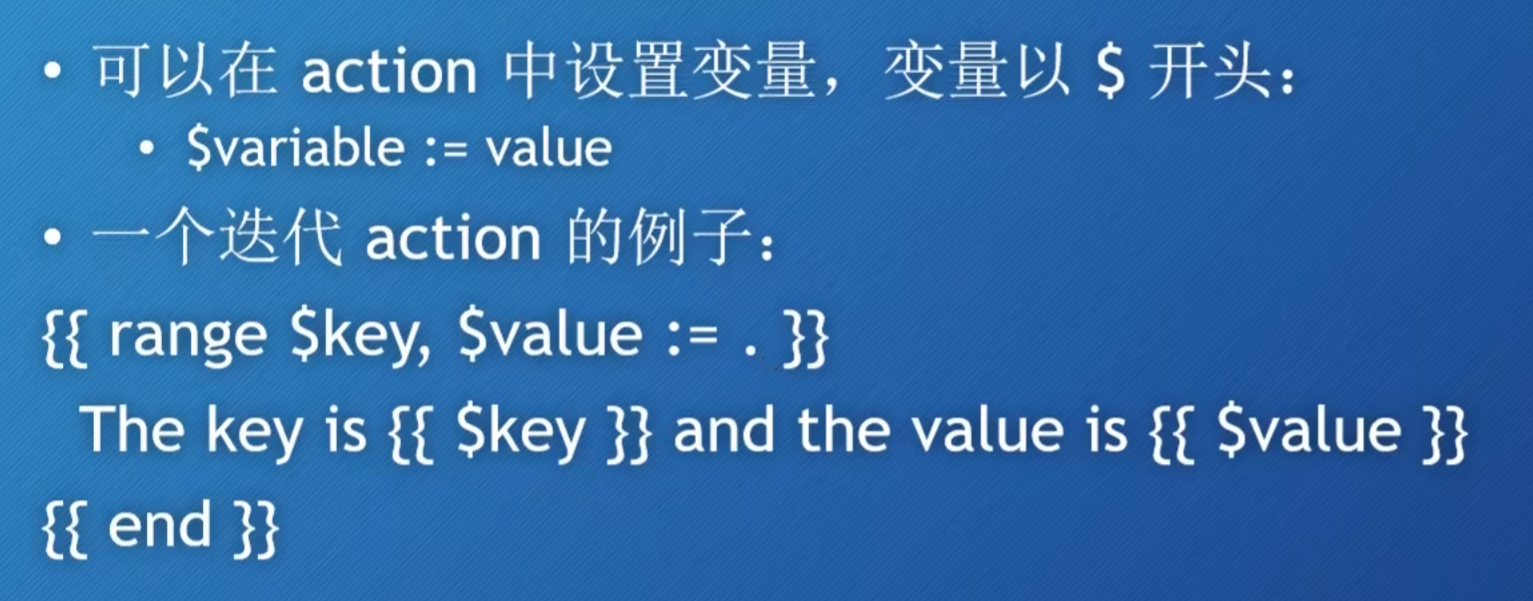 • 可以在 action 中设置变量，变量以 $ 开头：
• $variable := value
• 一个迭代 action 的例子：
{{ range $key, $value := . }}
The key is {{ $key }} and the value is {{ $value }}
{{ end }}